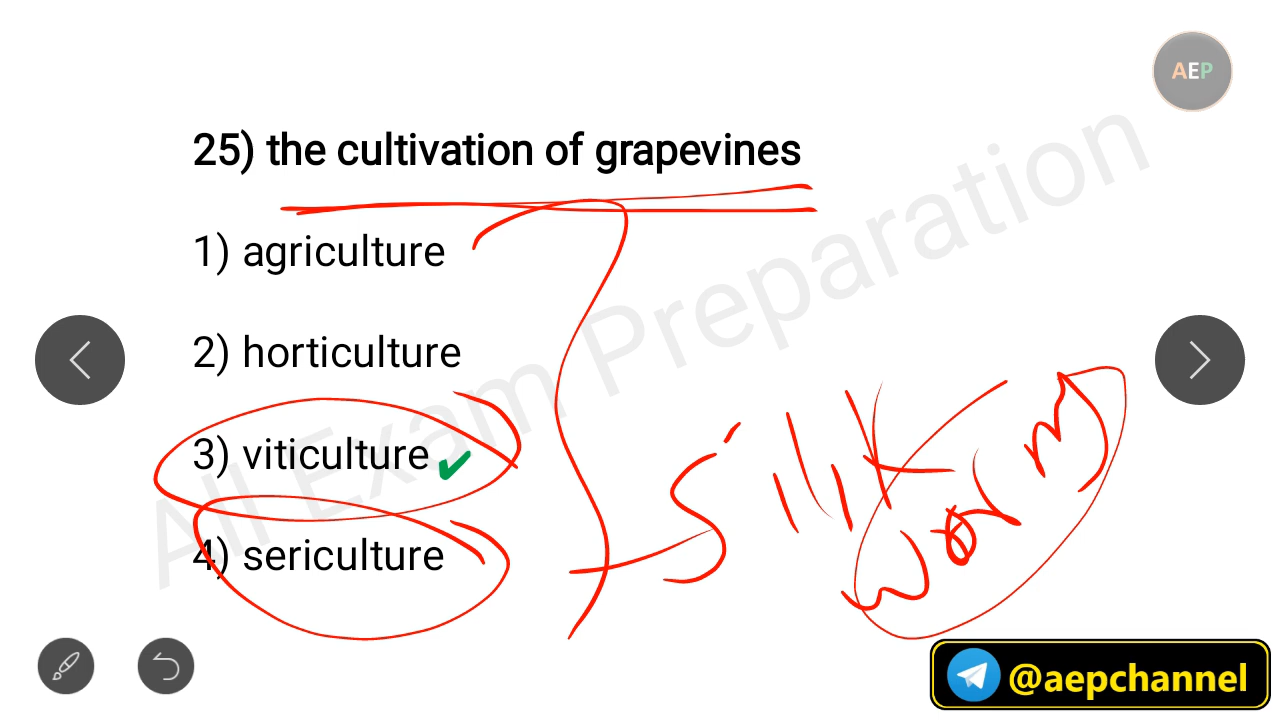 AEP
25) the cultivation of grapevines
1) agriculture
2) horticulture
3) viticulture
4) sericulture
silk
worm
All Exam Preparation
@aepchannel